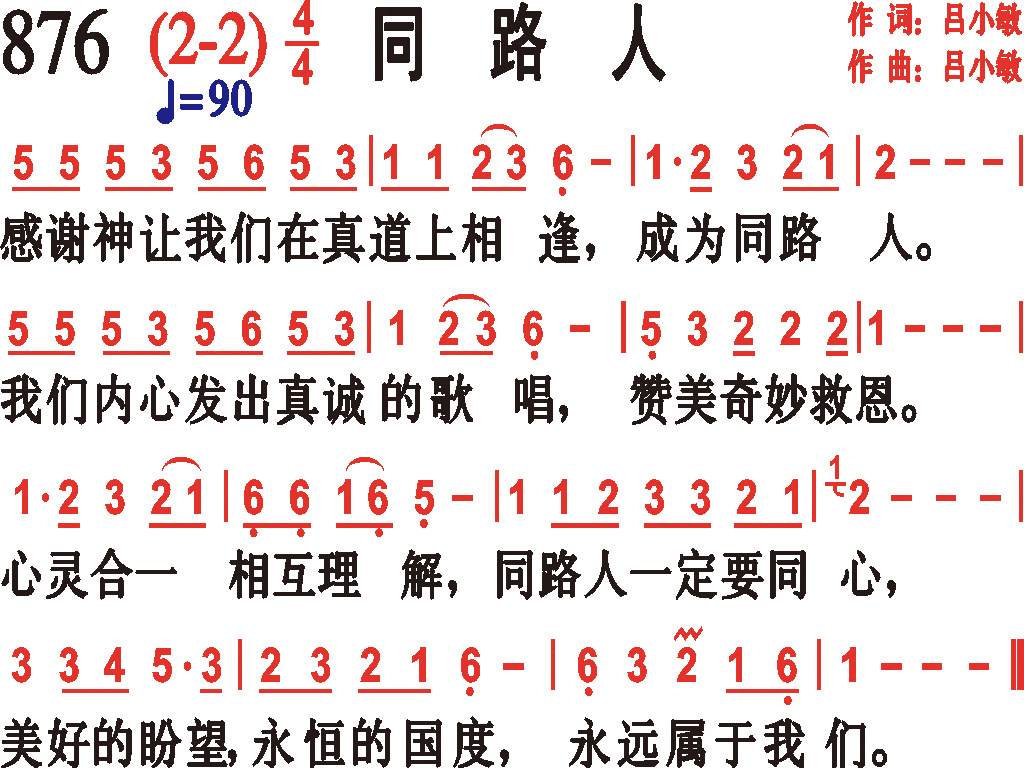 876 (2-2) 4/4 同路人 作 词：吕小敏
♩=90 作 曲：吕小敏
5 5 5 3 5 6 5 3 | 1 1 2 3 6 - | 1· 2 3 2 1 | 2 - - - |
感谢神让我们在真道上相 逢，成为同路 人。
5 5 5 3 5 6 5 3 | 1 2 3 6 - | 5 3 2 2 2 | 1 - - - |
我们内心发出真诚的歌 唱， 赞美奇妙救恩。
1· 2 3 2 1 | 6 6 1 6 5 - | 1 1 2 3 3 2 1 | 1 2 - - - |
心灵合一 相互理 解，同路人一定要同 心，
3 3 4 5· 3 | 2 3 2 1 6 - | 6 3 2 1 6 | 1 - - - ‖
美好的盼望，永恒的国度， 永远属于我 们。